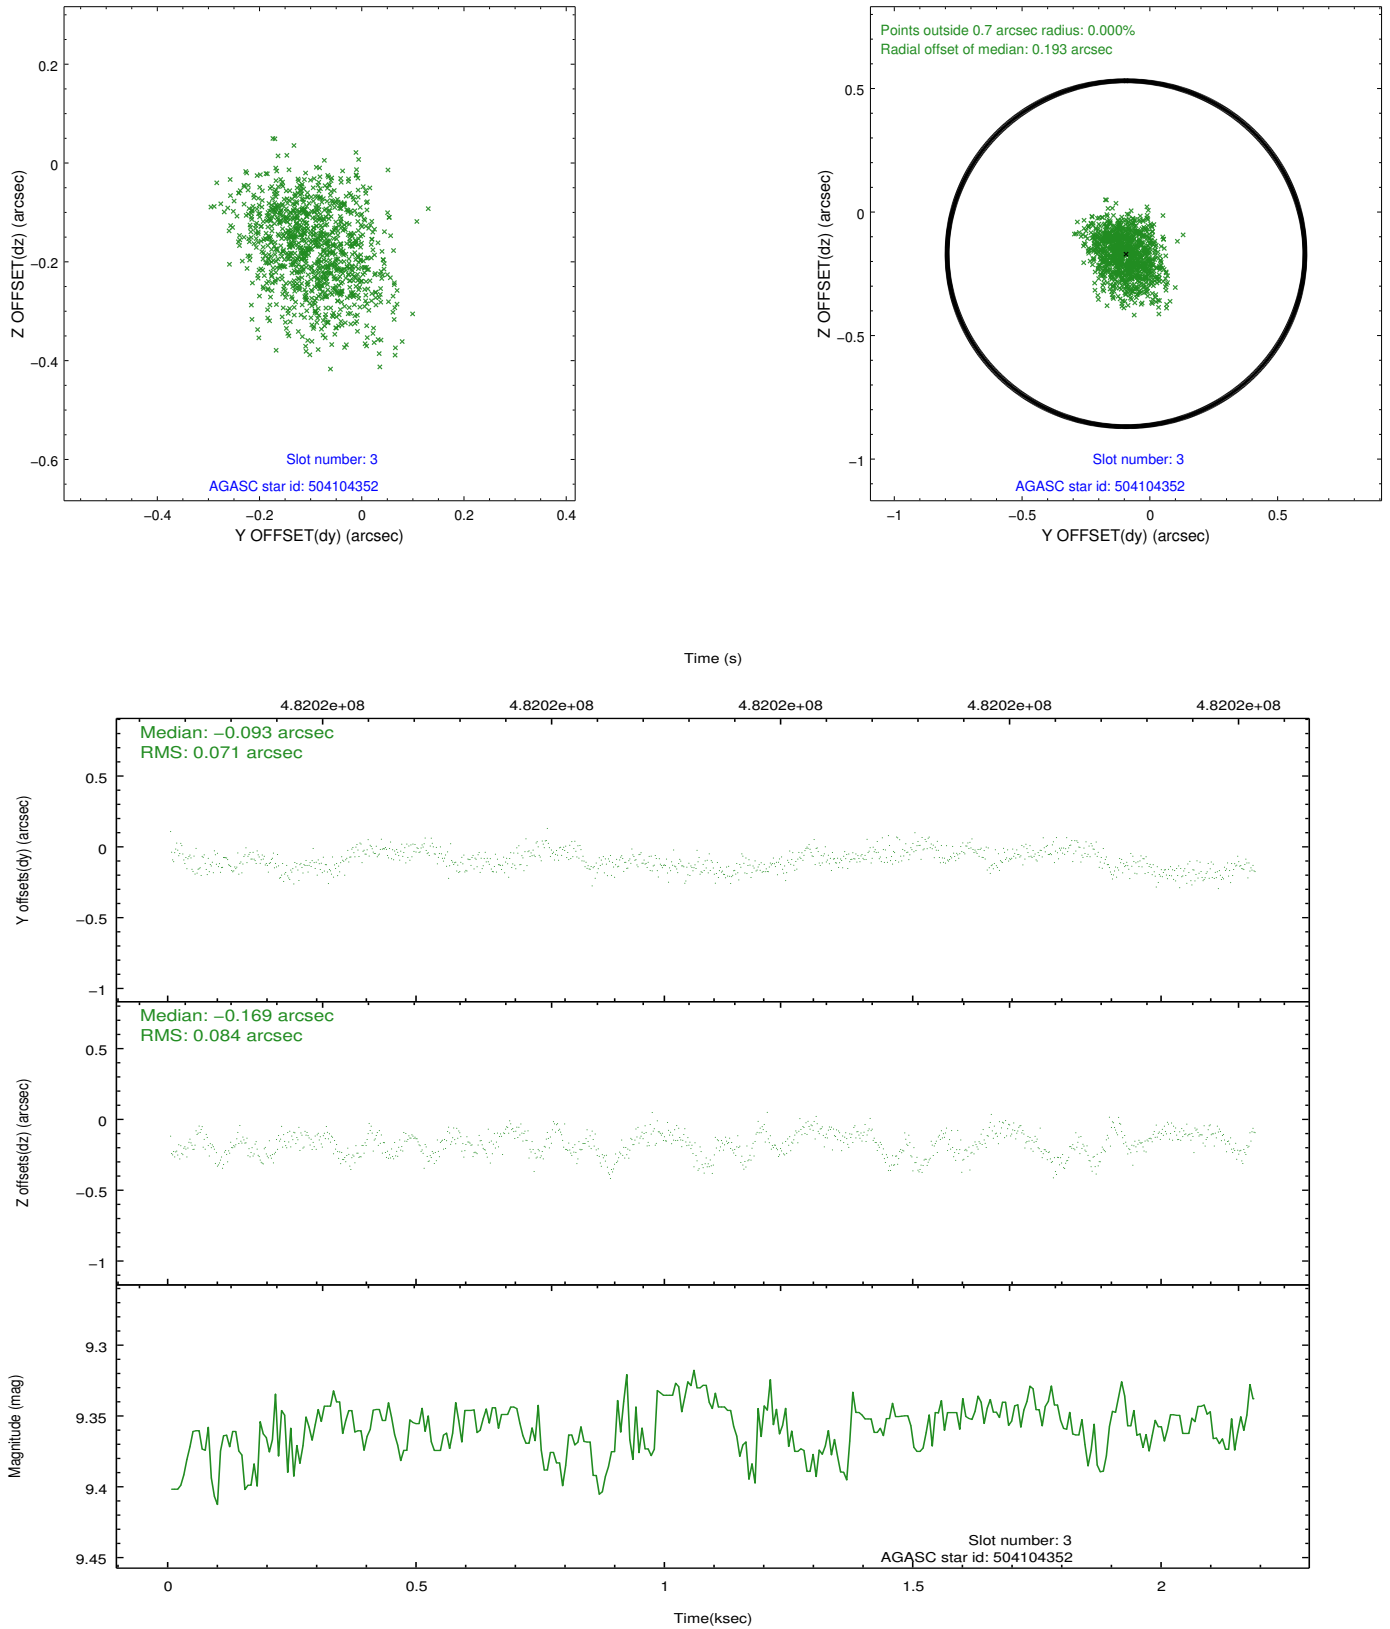 0.2
0
−0.2
−0.4
−0.6
Z OFFSET(dz) (arcsec)
Slot number: 3
AGASC star id: 504104352
−0.4
−0.2
0
0.2
0.4
Y OFFSET(dy) (arcsec)
Points outside 0.7 arcsec radius: 0.000%
Radial offset of median: 0.193 arcsec
0.5
0
−0.5
−1
Z OFFSET(dz) (arcsec)
Slot number: 3
AGASC star id: 504104352
−1
−0.5
0
0.5
Y OFFSET(dy) (arcsec)
Time (s)
4.8202e+08
4.8202e+08
4.8202e+08
4.8202e+08
4.8202e+08
Median: −0.093 arcsec
RMS: 0.071 arcsec
0.5
0
−0.5
−1
Y offsets(dy) (arcsec)
Median: −0.169 arcsec
RMS: 0.084 arcsec
0.5
0
−0.5
−1
Z offsets(dz) (arcsec)
9.3
9.35
9.4
9.45
Magnitude (mag)
Slot number: 3
AGASC star id: 504104352
0
0.5
1
1.5
2
Time(ksec)